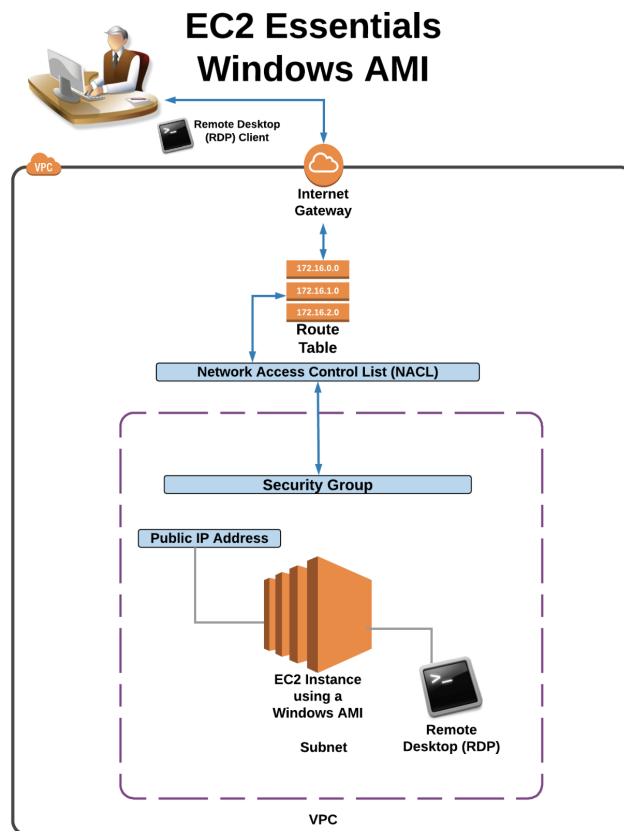 EC2 Essentials
Windows AMI
>_
Remote Desktop
(RDP) Client
VPC
Internet
Gateway
172.16.0.0
172.16.1.0
172.16.2.0
Route
Table
Network Access Control List (NACL)
Security Group
Public IP Address
EC2 Instance
using a
Windows AMI
>_
Remote
Desktop (RDP)
Subnet
VPC